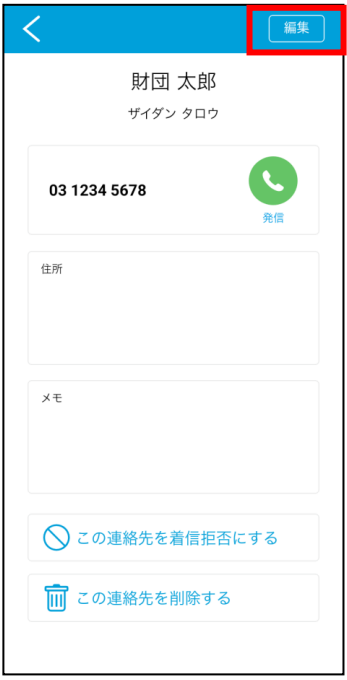 編集
財団 太郎
ザイダン タロウ
03 1234 5678
発信
住所
メモ
この連絡先を着信拒否にする
この連絡先を削除する